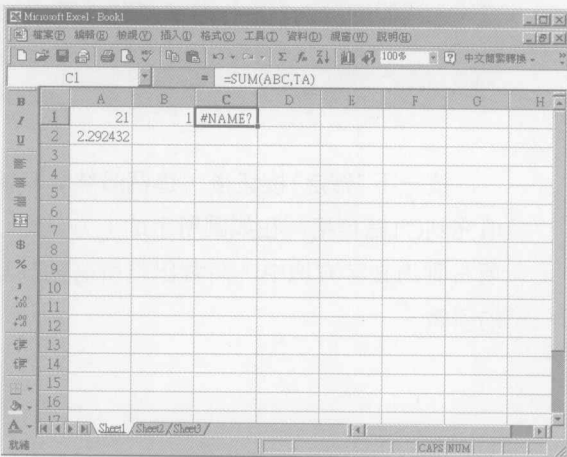 Microsoft Excel - Book1
檔案(F) 編輯(E) 檢視(V) 插入(I) 格式(O) 工具(T) 資料(D) 視窗(W) 說明(H)
100% 中文簡繁轉換
C1 = =SUM(ABC,TA)
A B C D E F G H
1 21 1 #NAME?
2 2.292432
3
4
5
6
7
8
9
10
11
12
13
14
15
16
17
Sheet1 Sheet2 Sheet3
就緒 CAPS NUM